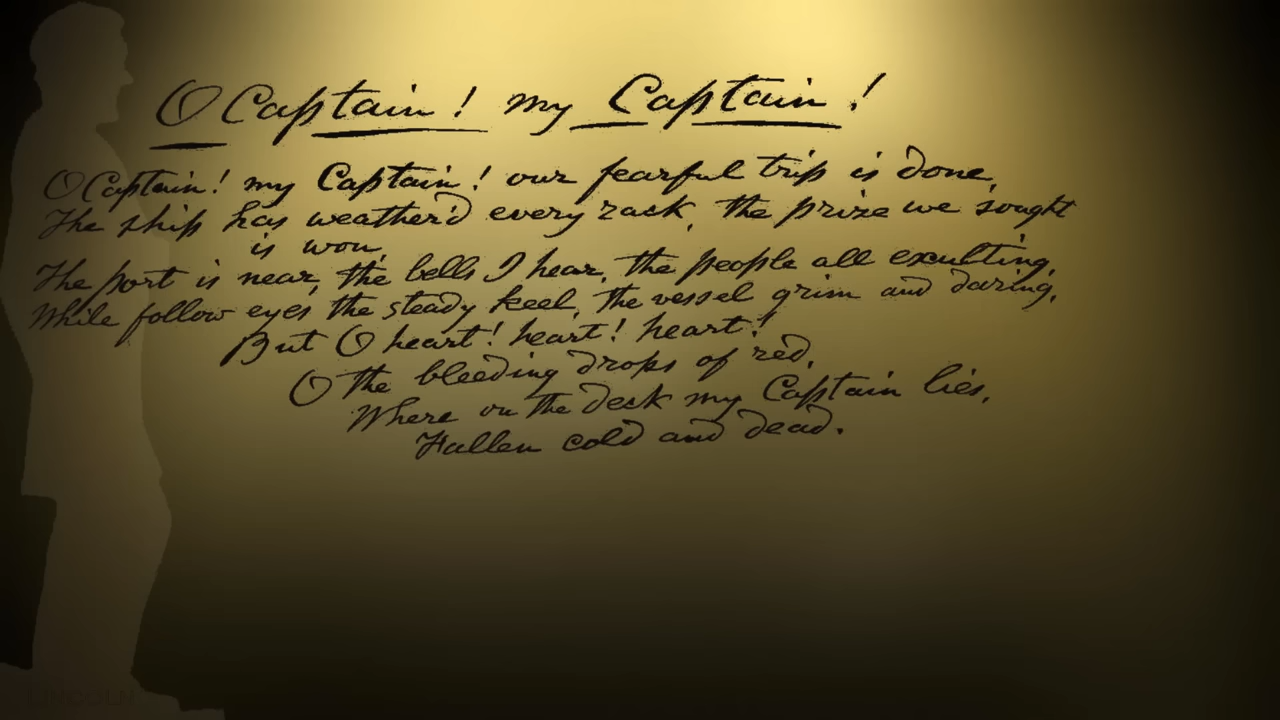 O Captain! my Captain!
O Captain! my Captain! our fearful trip is done,
The ship has weather'd every rack, the prize we sought
is won,
The port is near, the bells I hear, the people all exulting,
While follow eyes the steady keel, the vessel grim and daring,
But O heart! heart! heart!
O the bleeding drops of red,
Where on the deck my Captain lies,
Fallen cold and dead.
LINCOLN